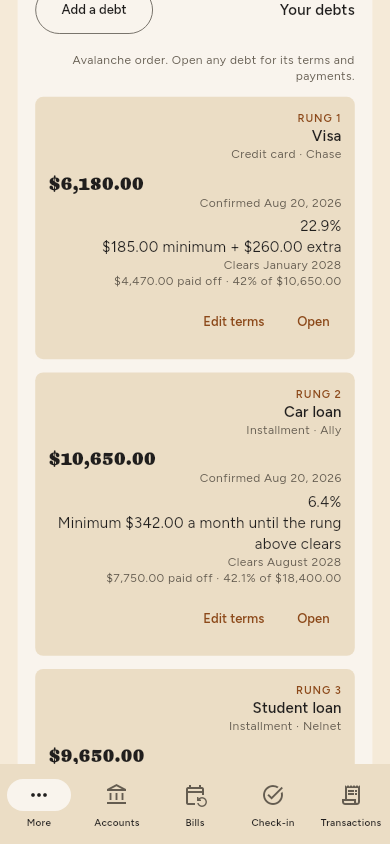 Add a debt
Your debts
Avalanche order. Open any debt for its terms and
payments.
RUNG 1
Visa
Credit card · Chase
$6,180.00
Confirmed Aug 20, 2026
22.9%
$185.00 minimum + $260.00 extra
Clears January 2028
$4,470.00 paid off · 42% of $10,650.00
Edit terms
Open
RUNG 2
Car loan
Installment · Ally
$10,650.00
Confirmed Aug 20, 2026
6.4%
Minimum $342.00 a month until the rung
above clears
Clears August 2028
$7,750.00 paid off · 42.1% of $18,400.00
Edit terms
Open
RUNG 3
Student loan
Installment · Nelnet
$9,650.00
More
Accounts
Bills
Check-in
Transactions